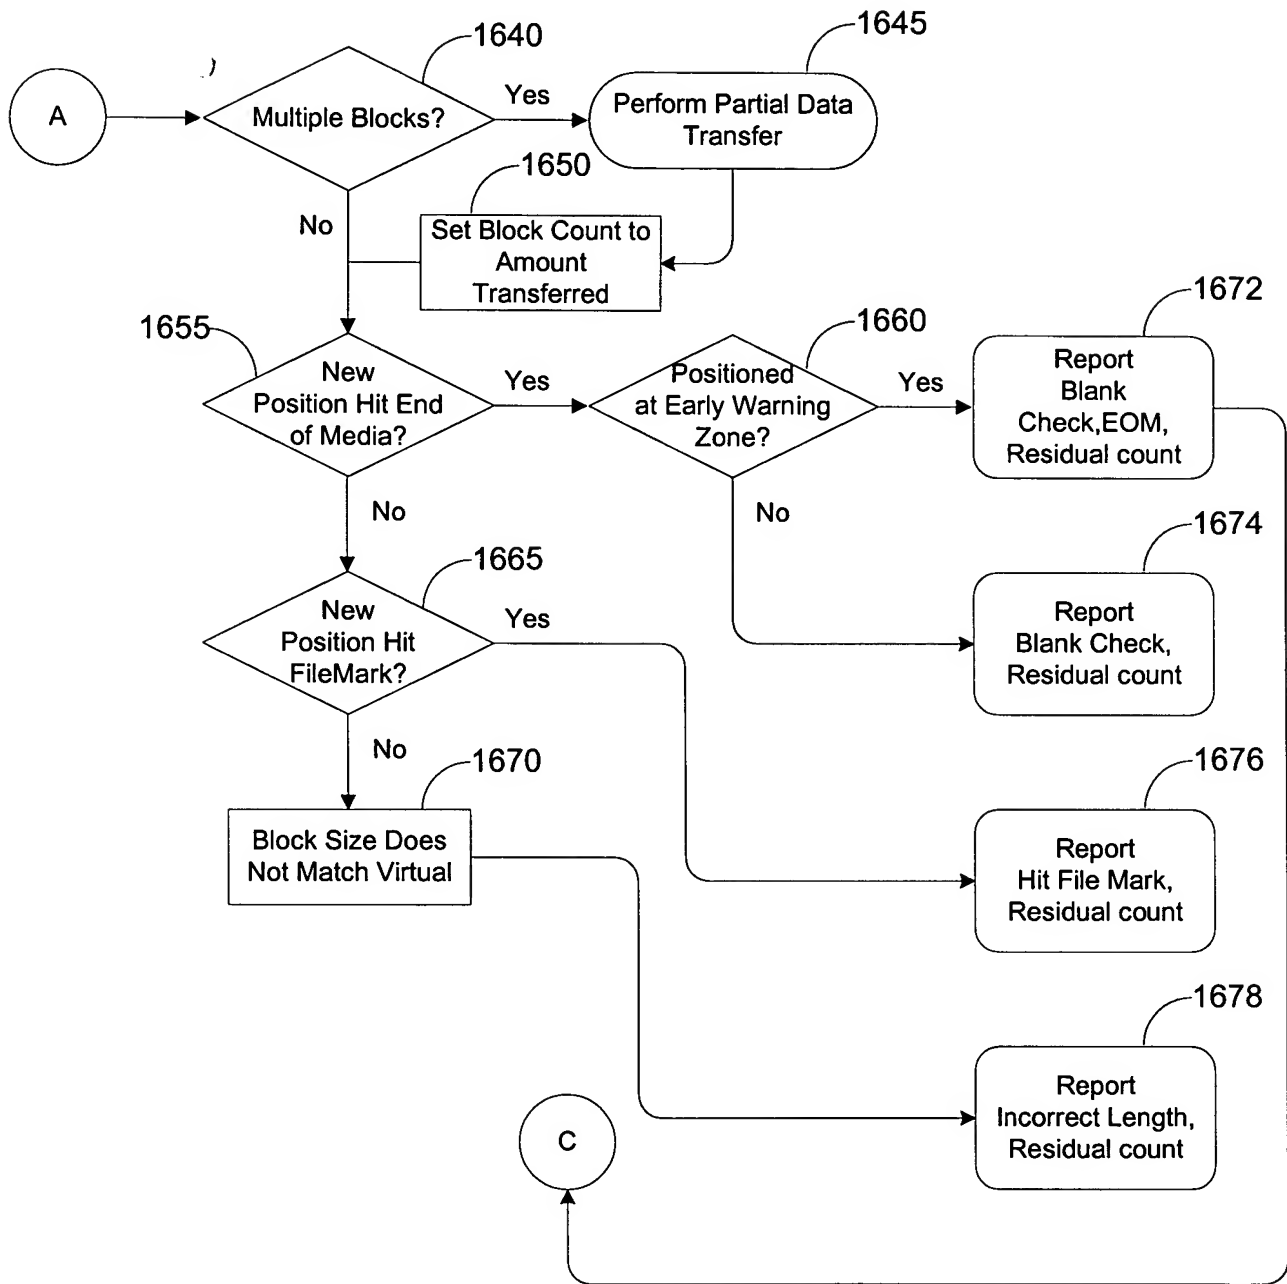 1640
1645
A
Multiple Blocks?
Yes
Perform Partial Data
Transfer
No
1650
Set Block Count to
Amount
Transferred
1655
New
Position Hit End
of Media?
Yes
1660
Positioned
at Early Warning
Zone?
Yes
1672
Report
Blank
Check,EOM,
Residual count
No
No
1674
Report
Blank Check,
Residual count
1665
New
Position Hit
FileMark?
Yes
No
1676
Report
Hit File Mark,
Residual count
1670
Block Size Does
Not Match Virtual
1678
Report
Incorrect Length,
Residual count
C